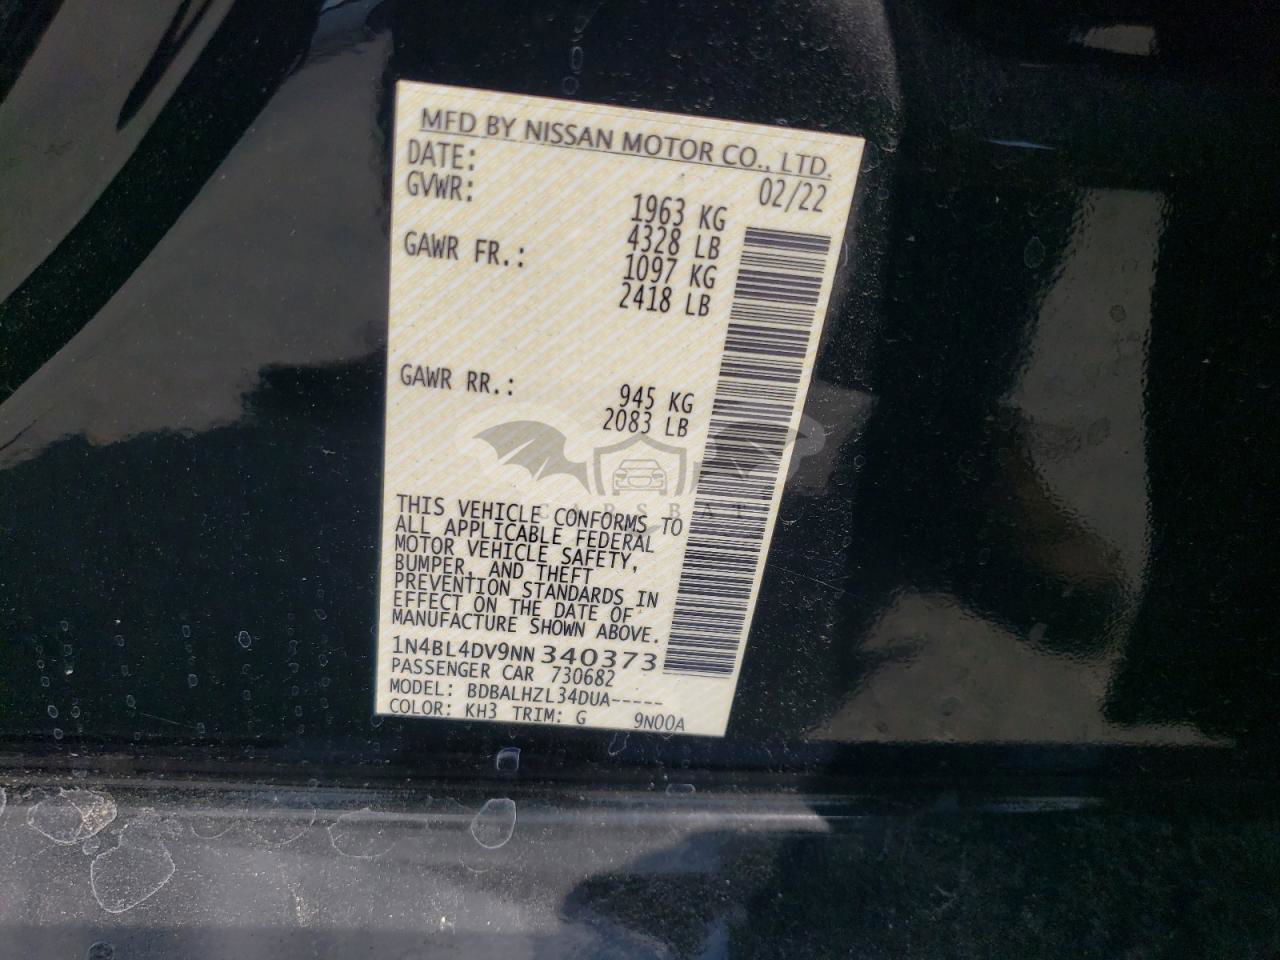 MFD BY NISSAN MOTOR CO., LTD.
DATE: 02/22
GVWR: 1963 KG
4328 LB
GAWR FR.: 1097 KG
2418 LB
GAWR RR.: 945 KG
2083 LB
CARSBAT
THIS VEHICLE CONFORMS TO
ALL APPLICABLE FEDERAL
MOTOR VEHICLE SAFETY,
BUMPER, AND THEFT
PREVENTION STANDARDS IN
EFFECT ON THE DATE OF
MANUFACTURE SHOWN ABOVE.
1N4BL4DV9NN340373
PASSENGER CAR 730682
MODEL: BDBALHZL34DUA-----
COLOR: KH3 TRIM: G 9N00A